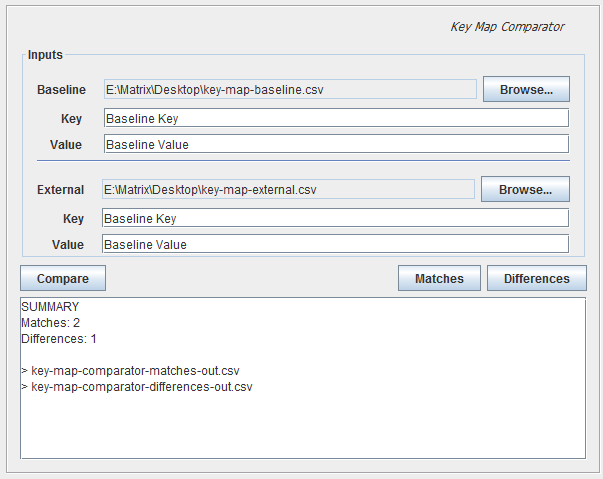 Key Map Comparator
Inputs
Baseline E:\Matrix\Desktop\key-map-baseline.csv Browse...
Key Baseline Key
Value Baseline Value
External E:\Matrix\Desktop\key-map-external.csv Browse...
Key Baseline Key
Value Baseline Value
Compare Matches Differences
SUMMARY
Matches: 2
Differences: 1
> key-map-comparator-matches-out.csv
> key-map-comparator-differences-out.csv